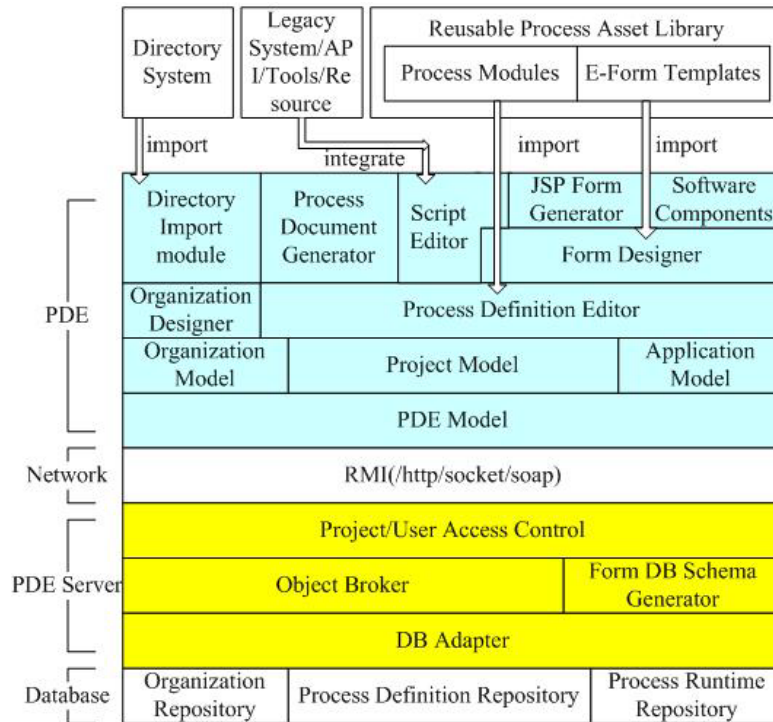 Directory
System
Legacy
System/AP
I/Tools/Re
source
Reusable Process Asset Library
Process Modules
E-Form Templates
import
integrate
import
import
PDE
Directory
Import
module
Process
Document
Generator
Script
Editor
JSP Form
Generator
Software
Components
Form Designer
Organization
Designer
Process Definition Editor
Organization
Model
Project Model
Application
Model
PDE Model
Network
RMI(/http/socket/soap)
PDE Server
Project/User Access Control
Object Broker
Form DB Schema
Generator
DB Adapter
Database
Organization
Repository
Process Definition Repository
Process Runtime
Repository